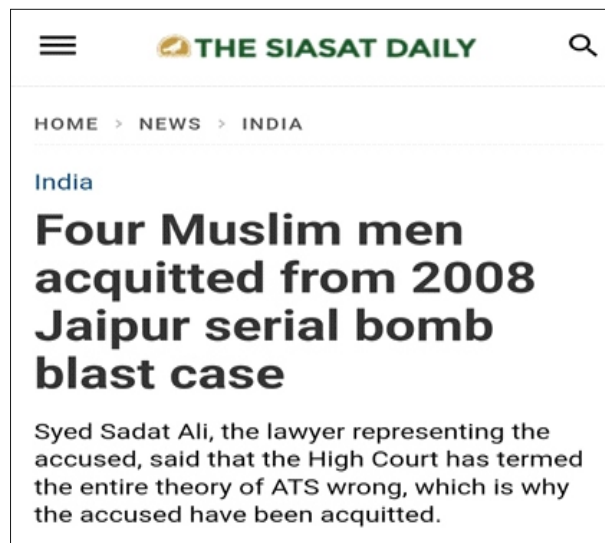 THE SIASAT DAILY
HOME > NEWS > INDIA
India
Four Muslim men
acquitted from 2008
Jaipur serial bomb
blast case
Syed Sadat Ali, the lawyer representing the
accused, said that the High Court has termed
the entire theory of ATS wrong, which is why
the accused have been acquitted.